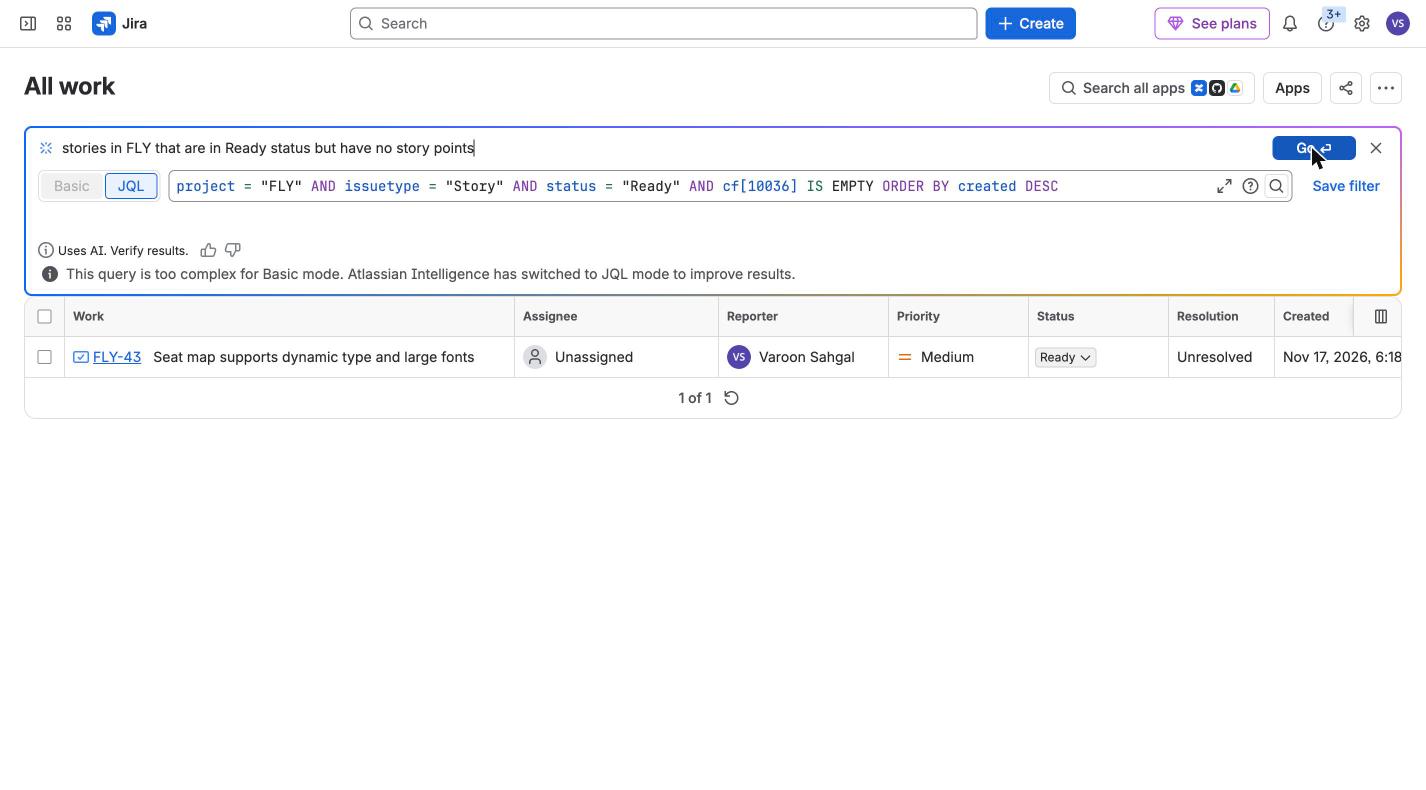 Jira
Search
Create
See plans
3+
VS
All work
Search all apps
Apps
stories in FLY that are in Ready status but have no story points
Go
Basic
JQL
project = "FLY" AND issuetype = "Story" AND status = "Ready" AND cf[10036] IS EMPTY ORDER BY created DESC
Save filter
Uses AI. Verify results.
This query is too complex for Basic mode. Atlassian Intelligence has switched to JQL mode to improve results.
Work Assignee Reporter Priority Status Resolution Created
FLY-43 Seat map supports dynamic type and large fonts Unassigned VS Varoon Sahgal Medium Ready Unresolved Nov 17, 2026, 6:18
1 of 1